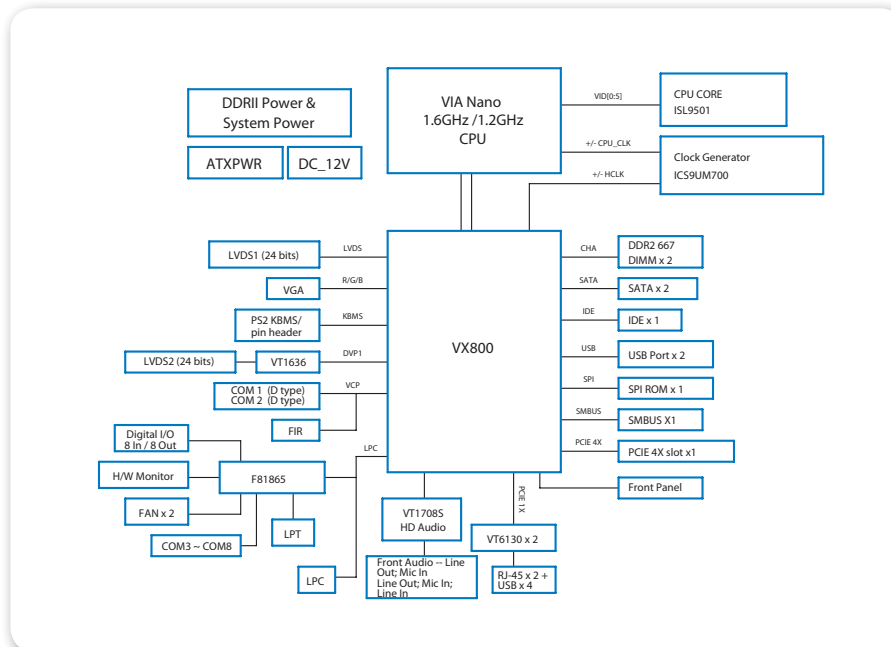 DDRII Power &
System Power
ATXPWR
DC_12V
VIA Nano
1.6GHz /1.2GHz
CPU
VID[0:5]
CPU CORE
ISL9501
+/- CPU_CLK
+/- HCLK
Clock Generator
ICS9UM700
LVDS1 (24 bits)
LVDS
VGA
R/G/B
PS2 KBMS/
pin header
KBMS
LVDS2 (24 bits)
VT1636
DVP1
COM 1 (D type)
COM 2 (D type)
VCP
FIR
Digital I/O
8 In / 8 Out
H/W Monitor
FAN x 2
COM3 ~ COM8
F81865
LPT
LPC
LPC
VX800
CHA
DDR2 667
DIMM x 2
SATA
SATA x 2
IDE
IDE x 1
USB
USB Port x 2
SPI
SPI ROM x 1
SMBUS
SMBUS X1
PCIE 4X
PCIE 4X slot x1
Front Panel
VT1708S
HD Audio
Front Audio -- Line
Out; Mic In
Line Out; Mic In;
Line In
PCIE 1X
VT6130 x 2
RJ-45 x 2 +
USB x 4